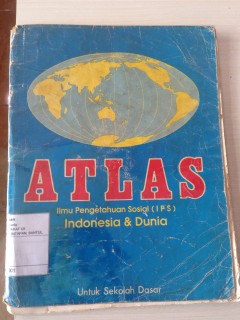 ATLAS
Ilmu Pengetahuan Sosial (IPS)
Indonesia & Dunia
Untuk Sekolah Dasar